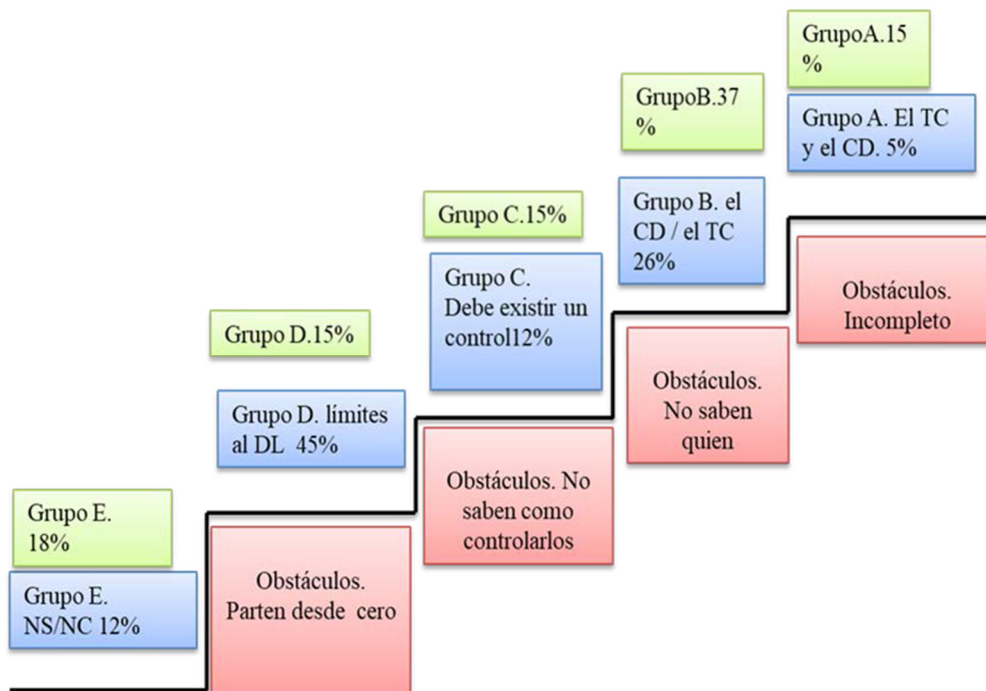 GrupoA.15
%
Grupo A. El TC
y el CD. 5%
GrupoB.37
%
Grupo B. el
CD / el TC
26%
Obstáculos.
Incompleto
Grupo C.15%
Grupo C.
Debe existir un
control12%
Obstáculos.
No saben
quien
Grupo D.15%
Grupo D. límites
al DL 45%
Obstáculos. No
saben como
controlarlos
Grupo E.
18%
Grupo E.
NS/NC 12%
Obstáculos.
Parten desde cero